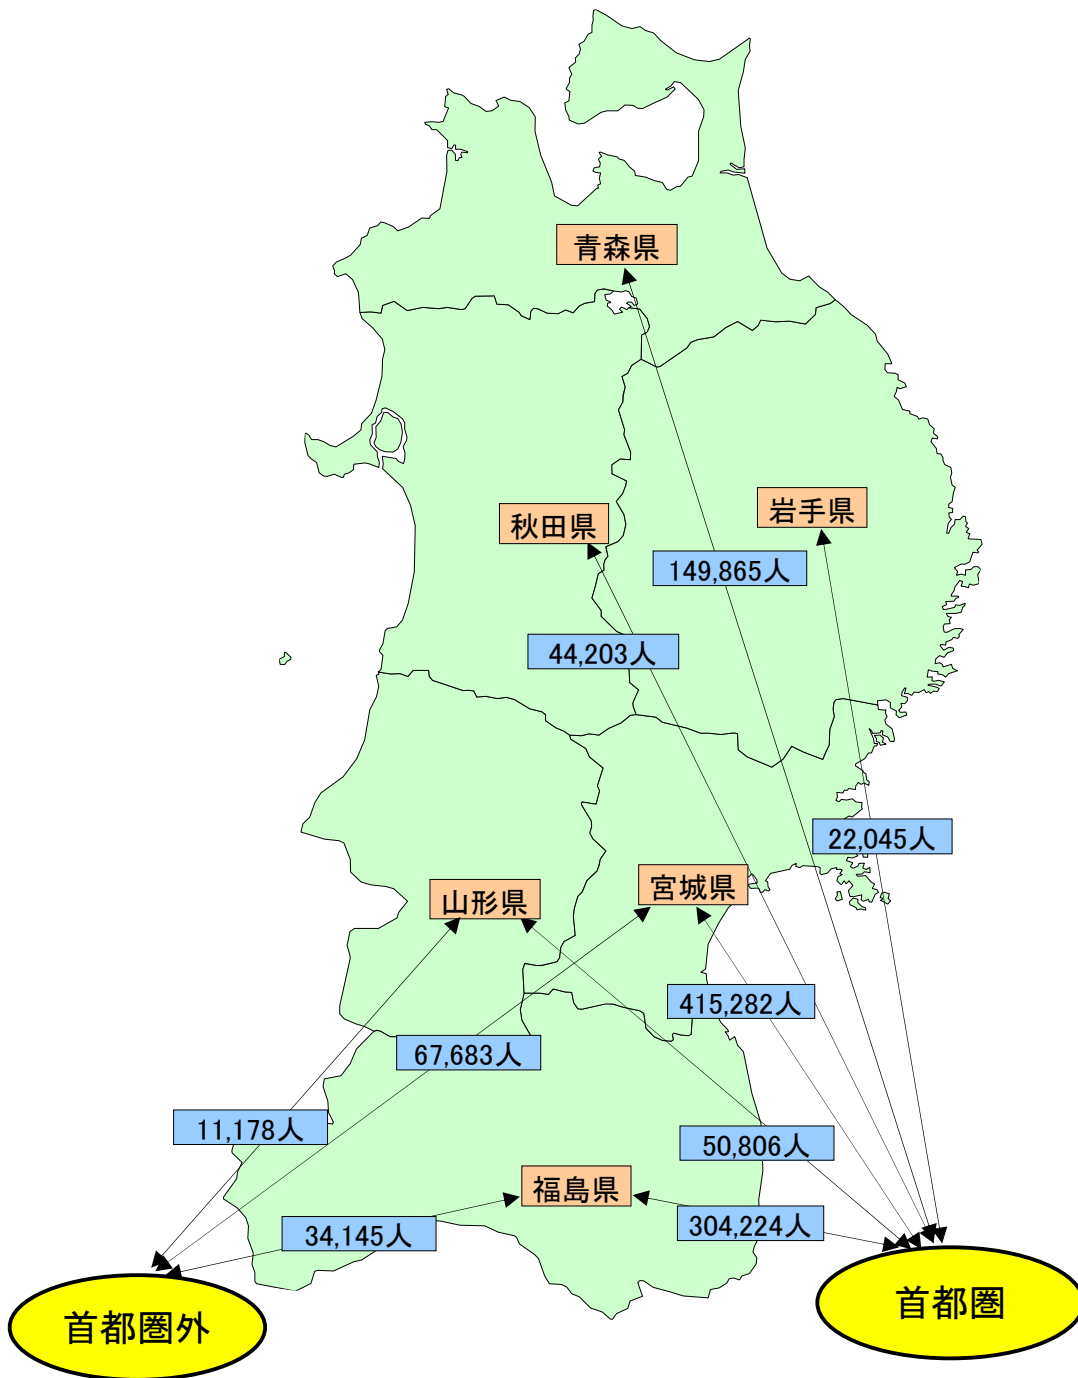 青森県
秋田県
岩手県
149,865人
44,203人
22,045人
山形県
宮城県
415,282人
67,683人
11,178人
50,806人
福島県
34,145人
304,224人
首都圏外
首都圏